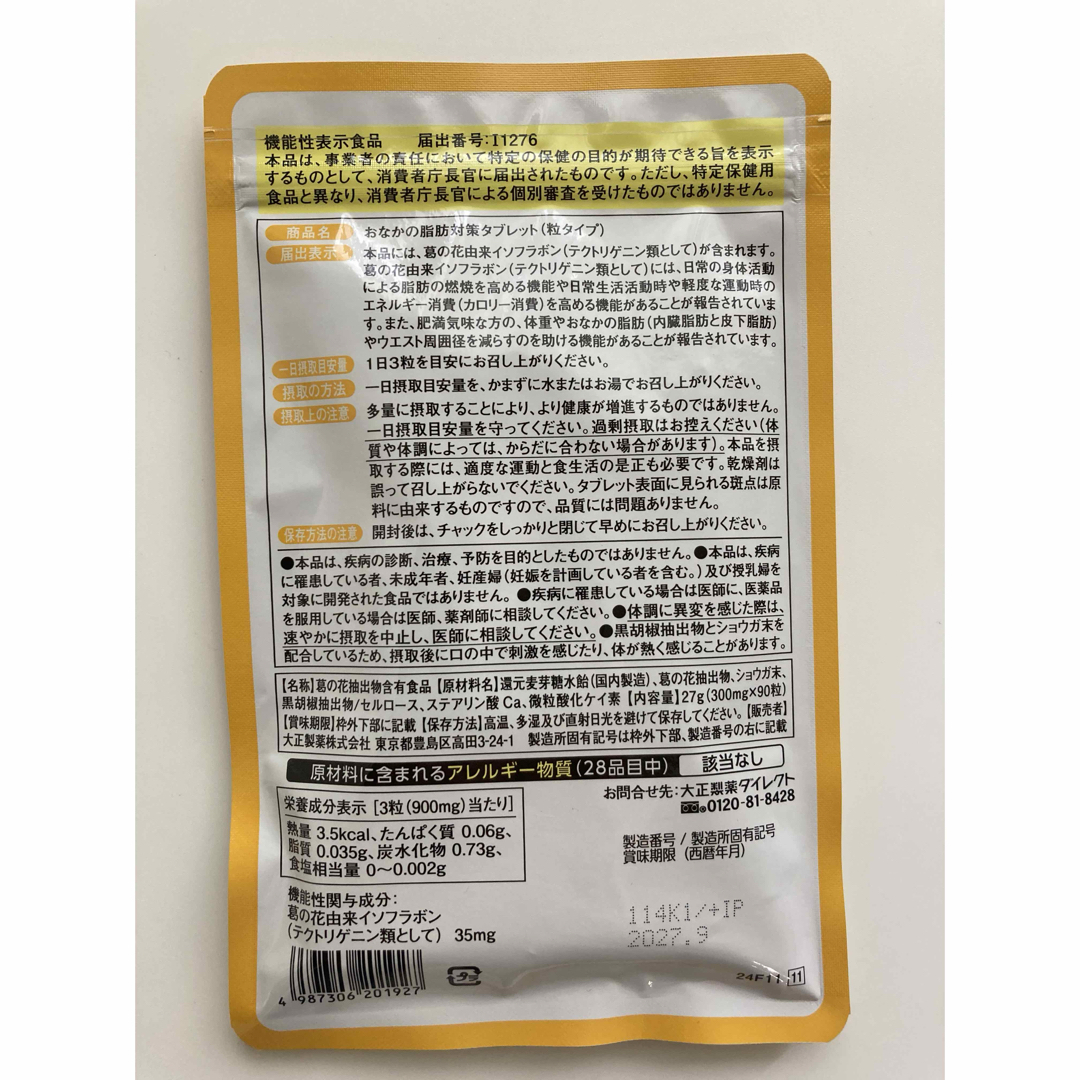 機能性表示食品 届出番号:I1276
本品は、事業者の責任において特定の保健の目的が期待できる旨を表示
するものとして、消費者庁長官に届出されたものです。ただし、特定保健用
食品と異なり、消費者庁長官による個別審査を受けたものではありません。
商品名 おなかの脂肪対策タブレット(粒タイプ)
届出表示 本品には、葛の花由来イソフラボン(テクトリゲニン類として)が含まれます。
葛の花由来イソフラボン(テクトリゲニン類として)には、日常の身体活動
による脂肪の燃焼を高める機能や日常生活活動時や軽度な運動時の
エネルギー消費(カロリー消費)を高める機能があることが報告されていま
す。また、肥満気味な方の、体重やおなかの脂肪(内臓脂肪と皮下脂肪)
やウエスト周囲径を減らすのを助ける機能があることが報告されています。
一日摂取目安量 1日3粒を目安にお召し上がりください。
摂取の方法 一日摂取目安量を、かまずに水またはお湯でお召し上がりください。
摂取上の注意 多量に摂取することにより、より健康が増進するものではありません。
一日摂取目安量を守ってください。過剰摂取はお控えください(体
質や体調によっては、からだに合わない場合があります)。本品を摂
取する際には、適度な運動と食生活の是正も必要です。乾燥剤は
誤って召し上がらないでください。タブレット表面に見られる斑点は原
料に由来するものですので、品質には問題ありません。
保存方法の注意 開封後は、チャックをしっかりと閉じて早めにお召し上がりください。
●本品は、疾病の診断、治療、予防を目的としたものではありません。●本品は、疾病
に罹患している者、未成年者、妊産婦(妊娠を計画している者を含む。)及び授乳婦を
対象に開発された食品ではありません。●疾病に罹患している場合は医師に、医薬品
を服用している場合は医師、薬剤師に相談してください。●体調に異変を感じた際は、
速やかに摂取を中止し、医師に相談してください。●黒胡椒抽出物とショウガ末を
配合しているため、摂取後に口の中で刺激を感じたり、体が熱く感じることがあります。
【名称】葛の花抽出物含有食品【原材料名】還元麦芽糖水飴(国内製造)、葛の花抽出物、ショウガ末、
黒胡椒抽出物/セルロース、ステアリン酸Ca、微粒酸化ケイ素【内容量】27g(300mg×90粒)
【賞味期限】枠外下部に記載【保存方法】高温、多湿及び直射日光を避けて保存してください。【販売者】
大正製薬株式会社 東京都豊島区高田3-24-1 製造所固有記号は枠外下部、製造番号の右に記載
原材料に含まれるアレルギー物質(28品目中) 該当なし
お問合せ先:大正製薬ダイレクト
0120-81-8428
栄養成分表示 [3粒(900mg)当たり]
熱量 3.5kcal、たんぱく質 0.06g、
脂質 0.035g、炭水化物 0.73g、
食塩相当量 0~0.002g
製造番号 / 製造所固有記号
賞味期限 (西暦年月)
機能性関与成分:
葛の花由来イソフラボン
(テクトリゲニン類として) 35mg
114K1/+IP
2027.9
24F11 11
4 987306 201927